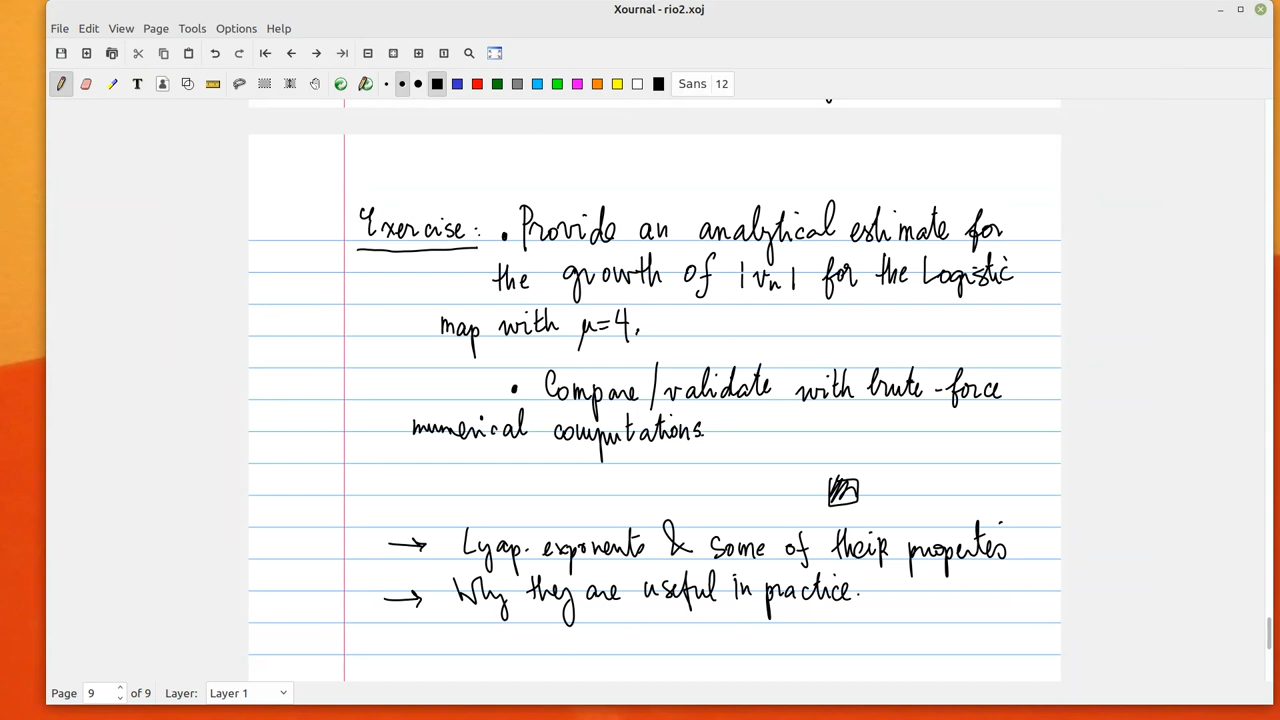 Xournal - rio2.xoj
File Edit View Page Tools Options Help
T Sans 12
Exercise: • Provide an analytical estimate for
the growth of |vn| for the Logistic
map with μ=4.
• Compare/validate with brute-force
numerical computations.
→ Lyap. exponents & some of their properties
→ Why they are useful in practice.
Page 9 of 9 Layer: Layer 1